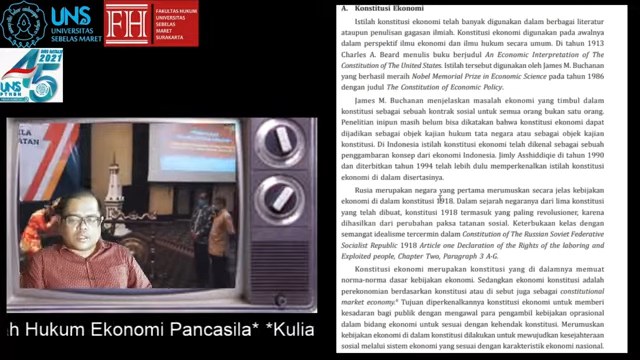 UNS
UNIVERSITAS
SEBELAS MARET
FH
FAKULTAS HUKUM
UNIVERSITAS
SEBELAS MARET
SURAKARTA
2021
UNS
ah Hukum Ekonomi Pancasila* *Kulia
A. Konstitusi Ekonomi
Istilah konstitusi ekonomi telah banyak digunakan dalam berbagai literatur
ataupun penulisan gagasan ilmiah. Konstitusi ekonomi digunakan pada awalnya
dalam perspektif ilmu ekonomi dan ilmu hukum secara umum. Di tahun 1913
Charles A. Beard menulis buku berjudul An Economic Interpretation of The
Constitution of The United States. Istilah tersebut digunakan oleh James M. Buchanan
yang berhasil meraih Nobel Memorial Prize in Economic Science pada tahun 1986
dengan judul The Constitution of Economic Policy.
James M. Buchanan menjelaskan masalah ekonomi yang timbul dalam
konstitusi sebagai sebuah kontrak sosial untuk semua orang bukan satu orang.
Penelitian inipun masih belum bisa dikatakan bahwa konstitusi ekonomi dapat
dijadikan sebagai objek kajian hukum tata negara atau sebagai objek kajian
konstitusi. Di Indonesia istilah konstitusi ekonomi telah dikenal sebagai sebuah
penggambaran konsep dari ekonomi Indonesia. Jimly Asshiddiqie di tahun 1990
dan diterbitkan tahun 1994 telah lebih dulu memperkenalkan istilah konstitusi
ekonomi di dalam disertasinya.
Rusia merupakan negara yang pertama merumuskan secara jelas kebijakan
ekonomi di dalam konstitusi 1918. Dalam sejarah negaranya dari lima konstitusi
yang telah dibuat, konstitusi 1918 termasuk yang paling revolusioner, karena
dihasilkan dari perubahan paksa tatanan sosial. Keterbukaan kelas dengan
semangat idealisme tercermin dalam Constitution of The Russian Soviet Federative
Socialist Republic 1918 Article one Declaration of the Rights of the laboring and
Exploited people, Chapter Two, Paragraph 3 A-G.
Konstitusi ekonomi merupakan konstitusi yang di dalamnya memuat
norma-norma dasar kebijakan ekonomi. Sedangkan ekonomi konstitusi adalah
perekonomian berdasarkan konstitusi atau di sebut juga sebagai constitutional
market economy. Tujuan diperkenalkannya konstitusi ekonomi untuk memberi
kesadaran bagi publik dengan mengawal para pengambil kebijakan oprasional
dalam bidang ekonomi untuk sesuai dengan kehendak konstitusi. Merumuskan
kebijakan ekonomi di dalam konstitusi dilakukan untuk mewujudkan kesejahteraan
sosial melalui sistem ekonomi yang sesuai dengan karakteristik ekonomi nasional.